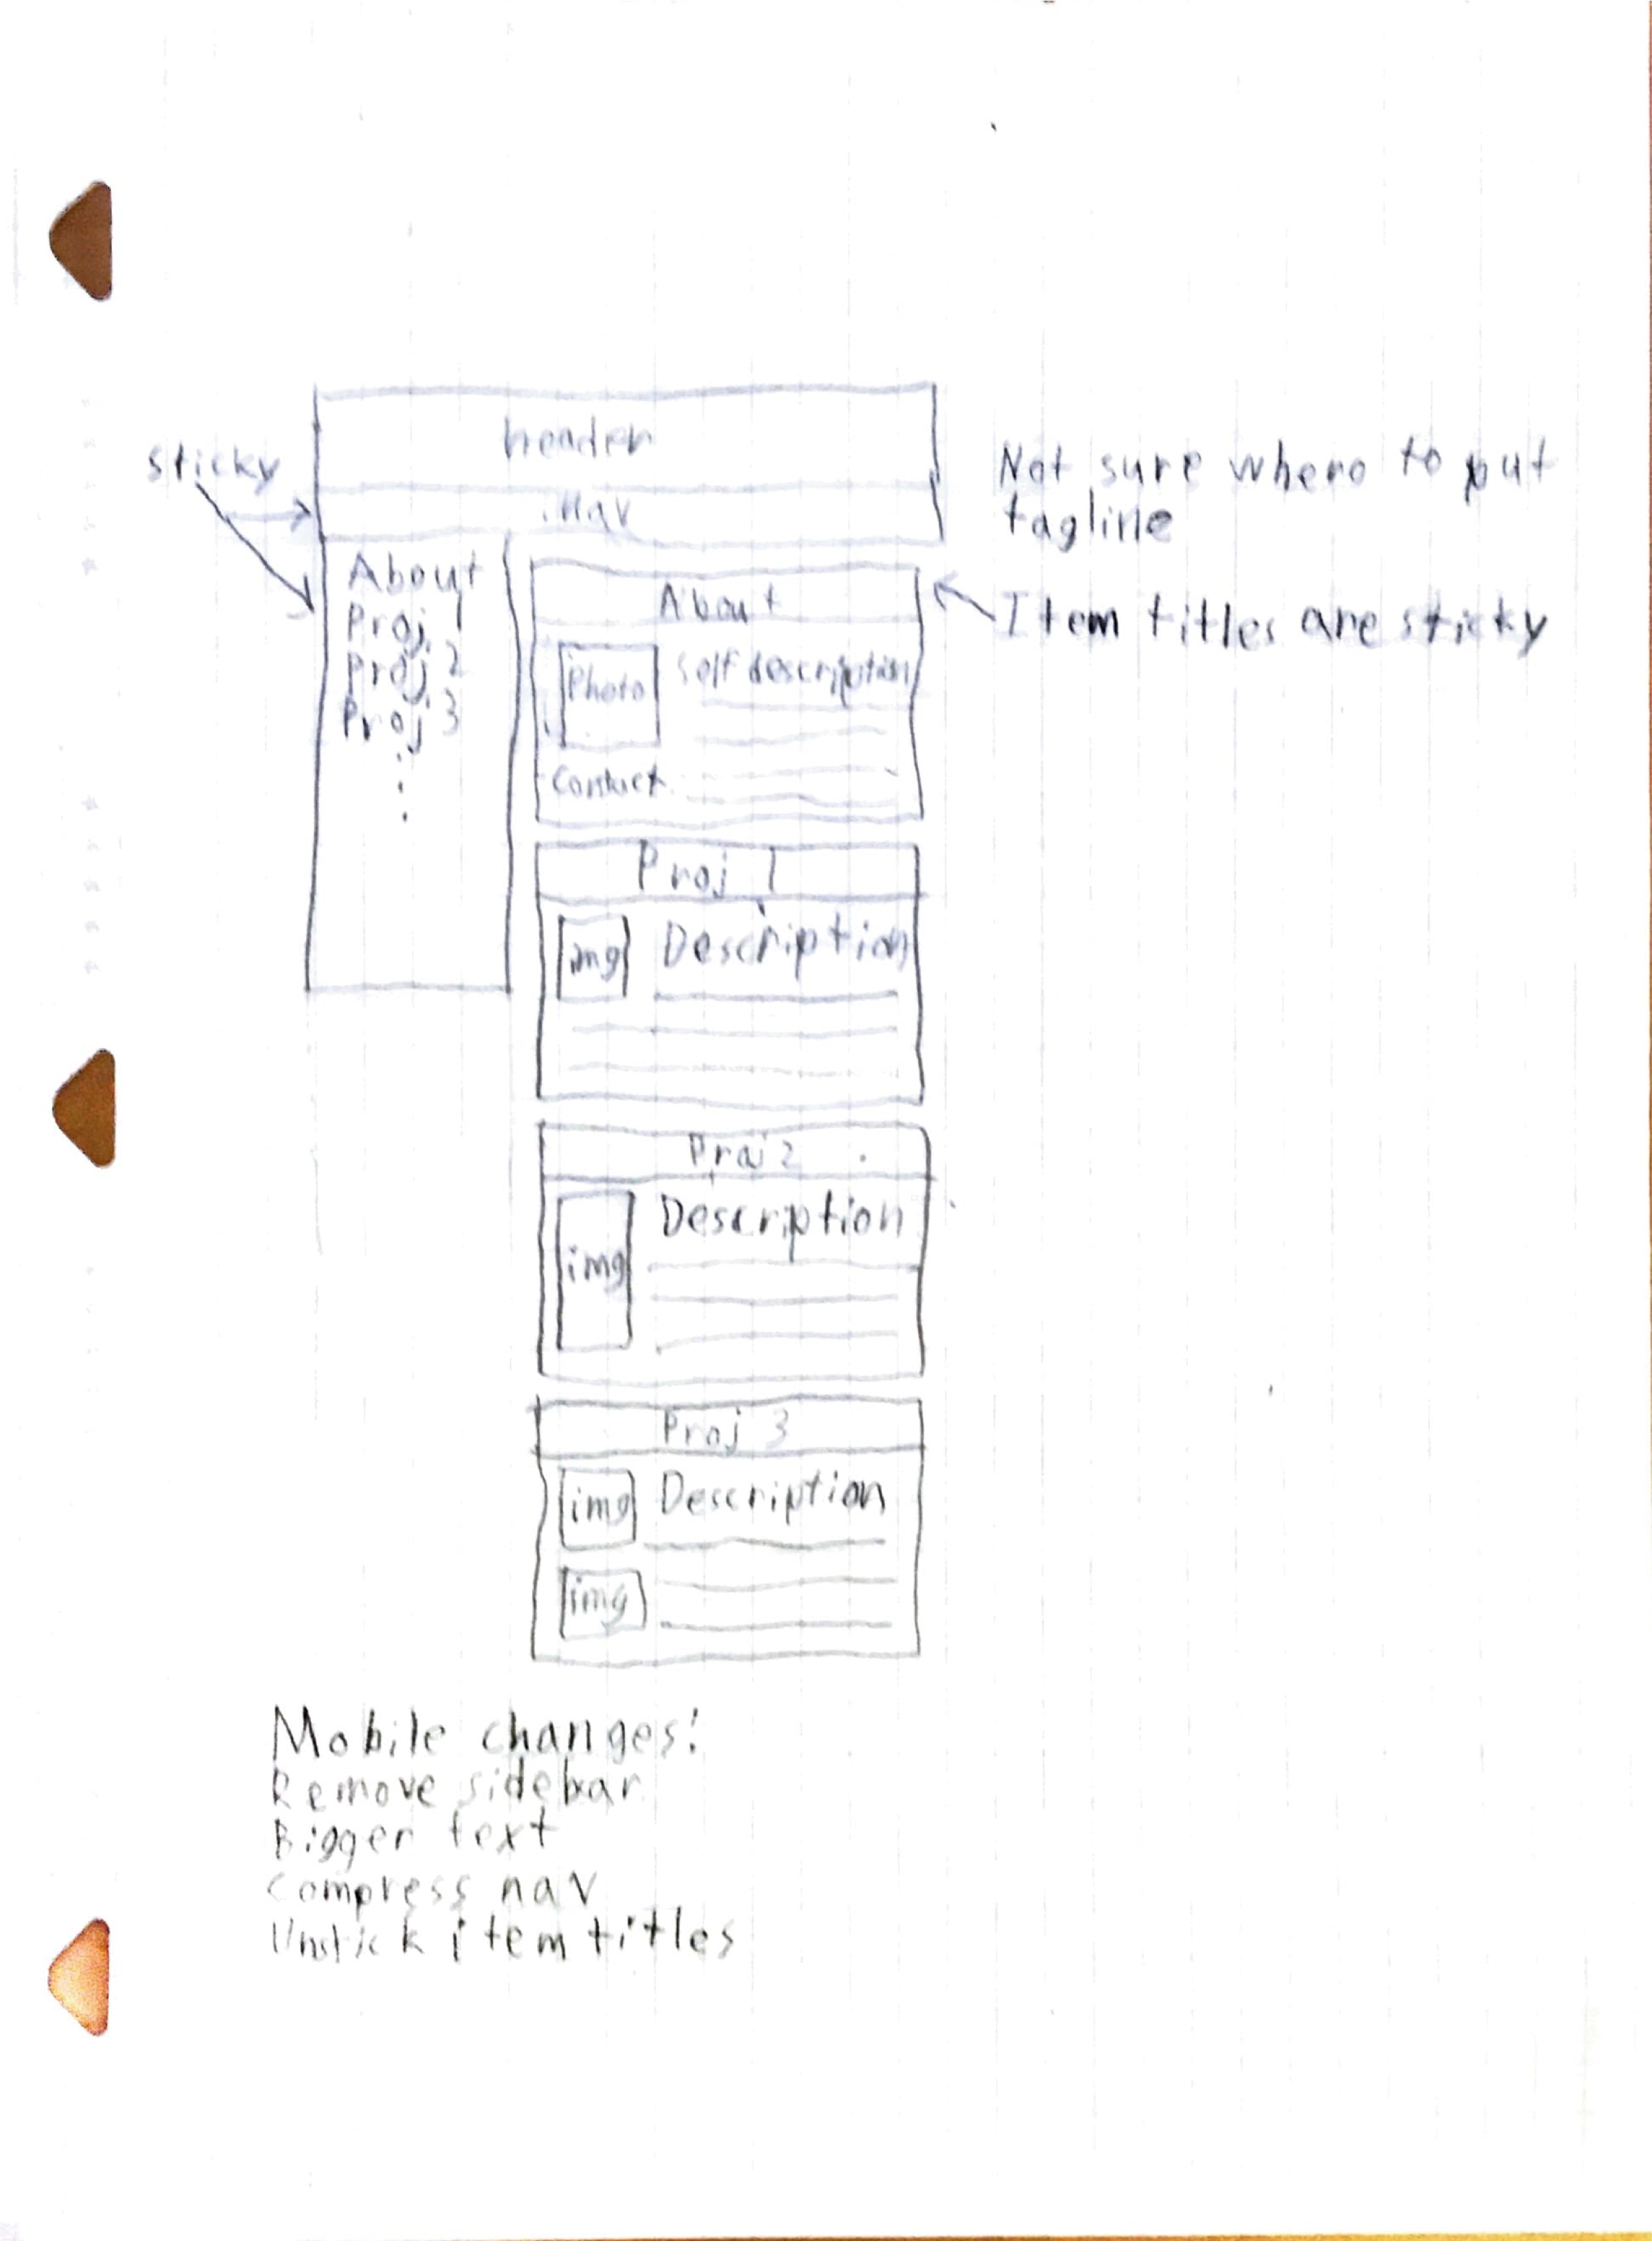 header
sticky
nav
Not sure where to put
tagline
About
Proj 1
Proj 2
Proj 3
About
Item titles are sticky
Photo
Self description
Contact
Proj 1
img
Description
Proj 2
img
Description
Proj 3
img
Description
img
Mobile changes:
Remove sidebar
Bigger text
compress nav
Unstick item titles